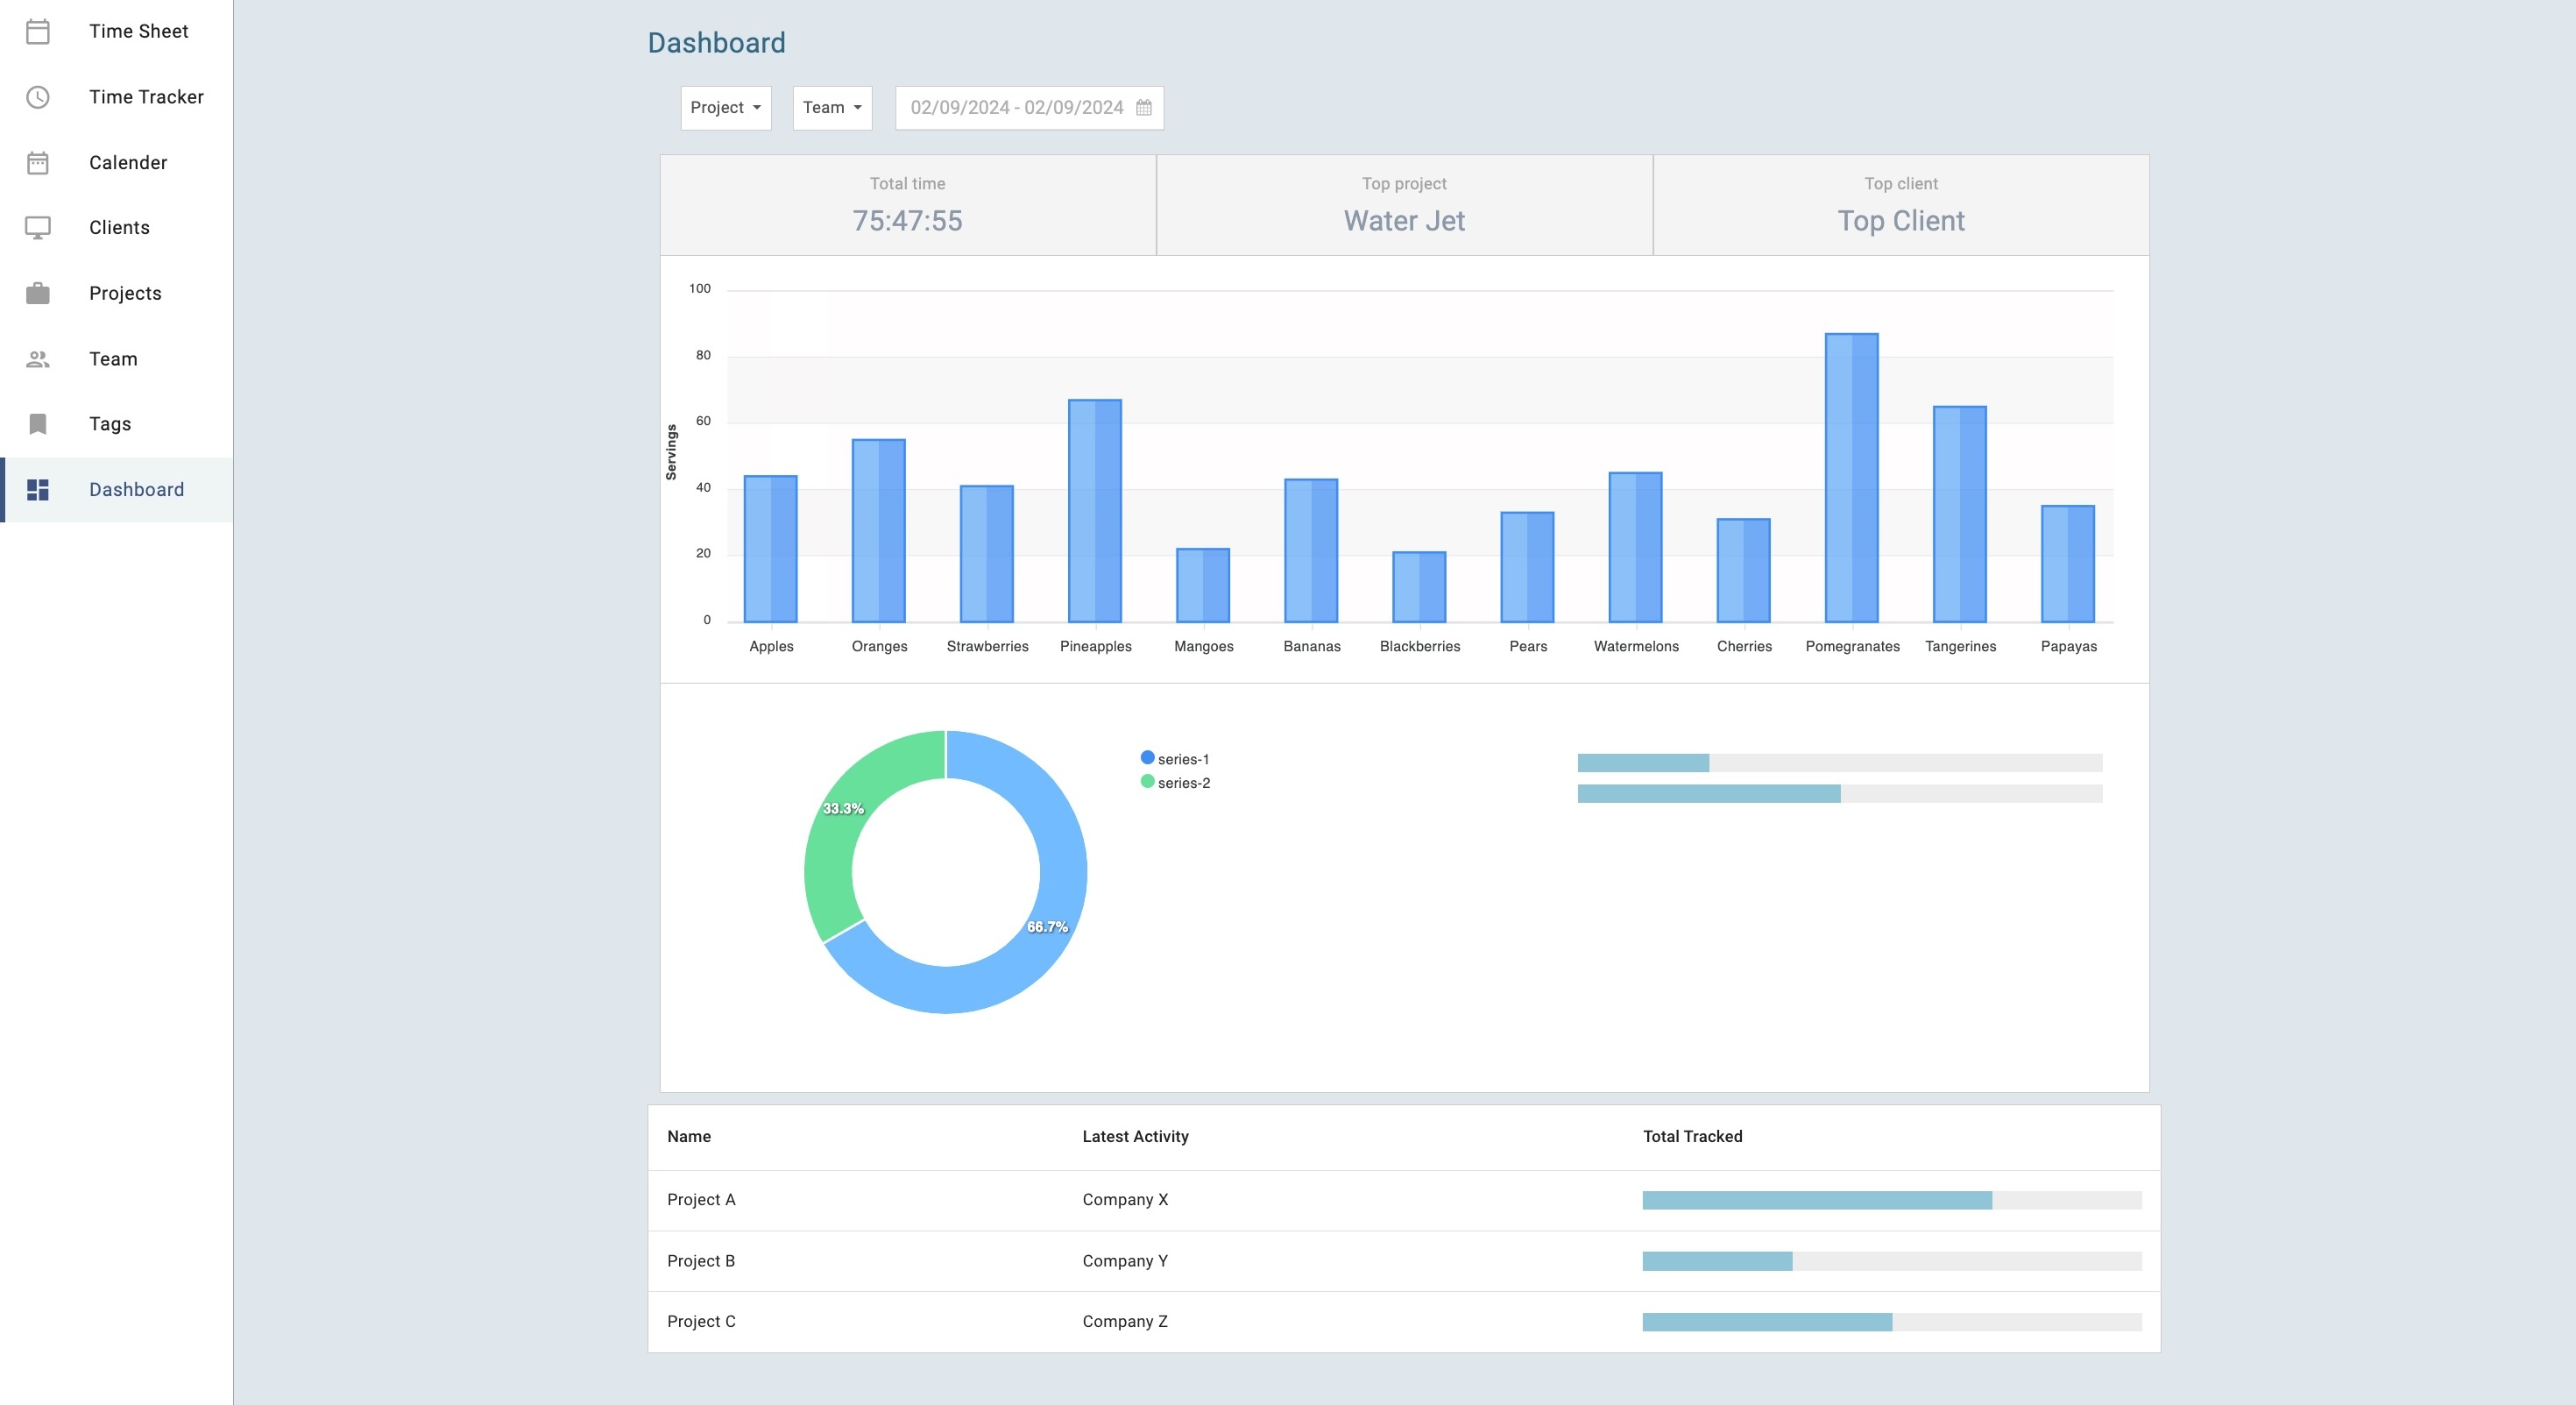 Time Sheet
Time Tracker
Calender
Clients
Projects
Team
Tags
Dashboard
Dashboard
Project
Team
02/09/2024 - 02/09/2024
Total time
75:47:55
Top project
Water Jet
Top client
Top Client
Servings
100
80
60
40
20
0
Apples
Oranges
Strawberries
Pineapples
Mangoes
Bananas
Blackberries
Pears
Watermelons
Cherries
Pomegranates
Tangerines
Papayas
33.3%
66.7%
series-1
series-2
Name Latest Activity Total Tracked
Project A Company X
Project B Company Y
Project C Company Z